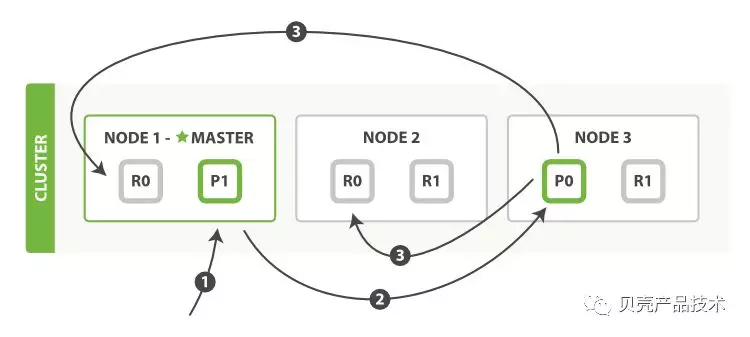 3
CLUSTER
NODE 1 - ★MASTER
R0 P1
NODE 2
R0 R1
NODE 3
P0 R1
1
3
2
贝壳产品技术